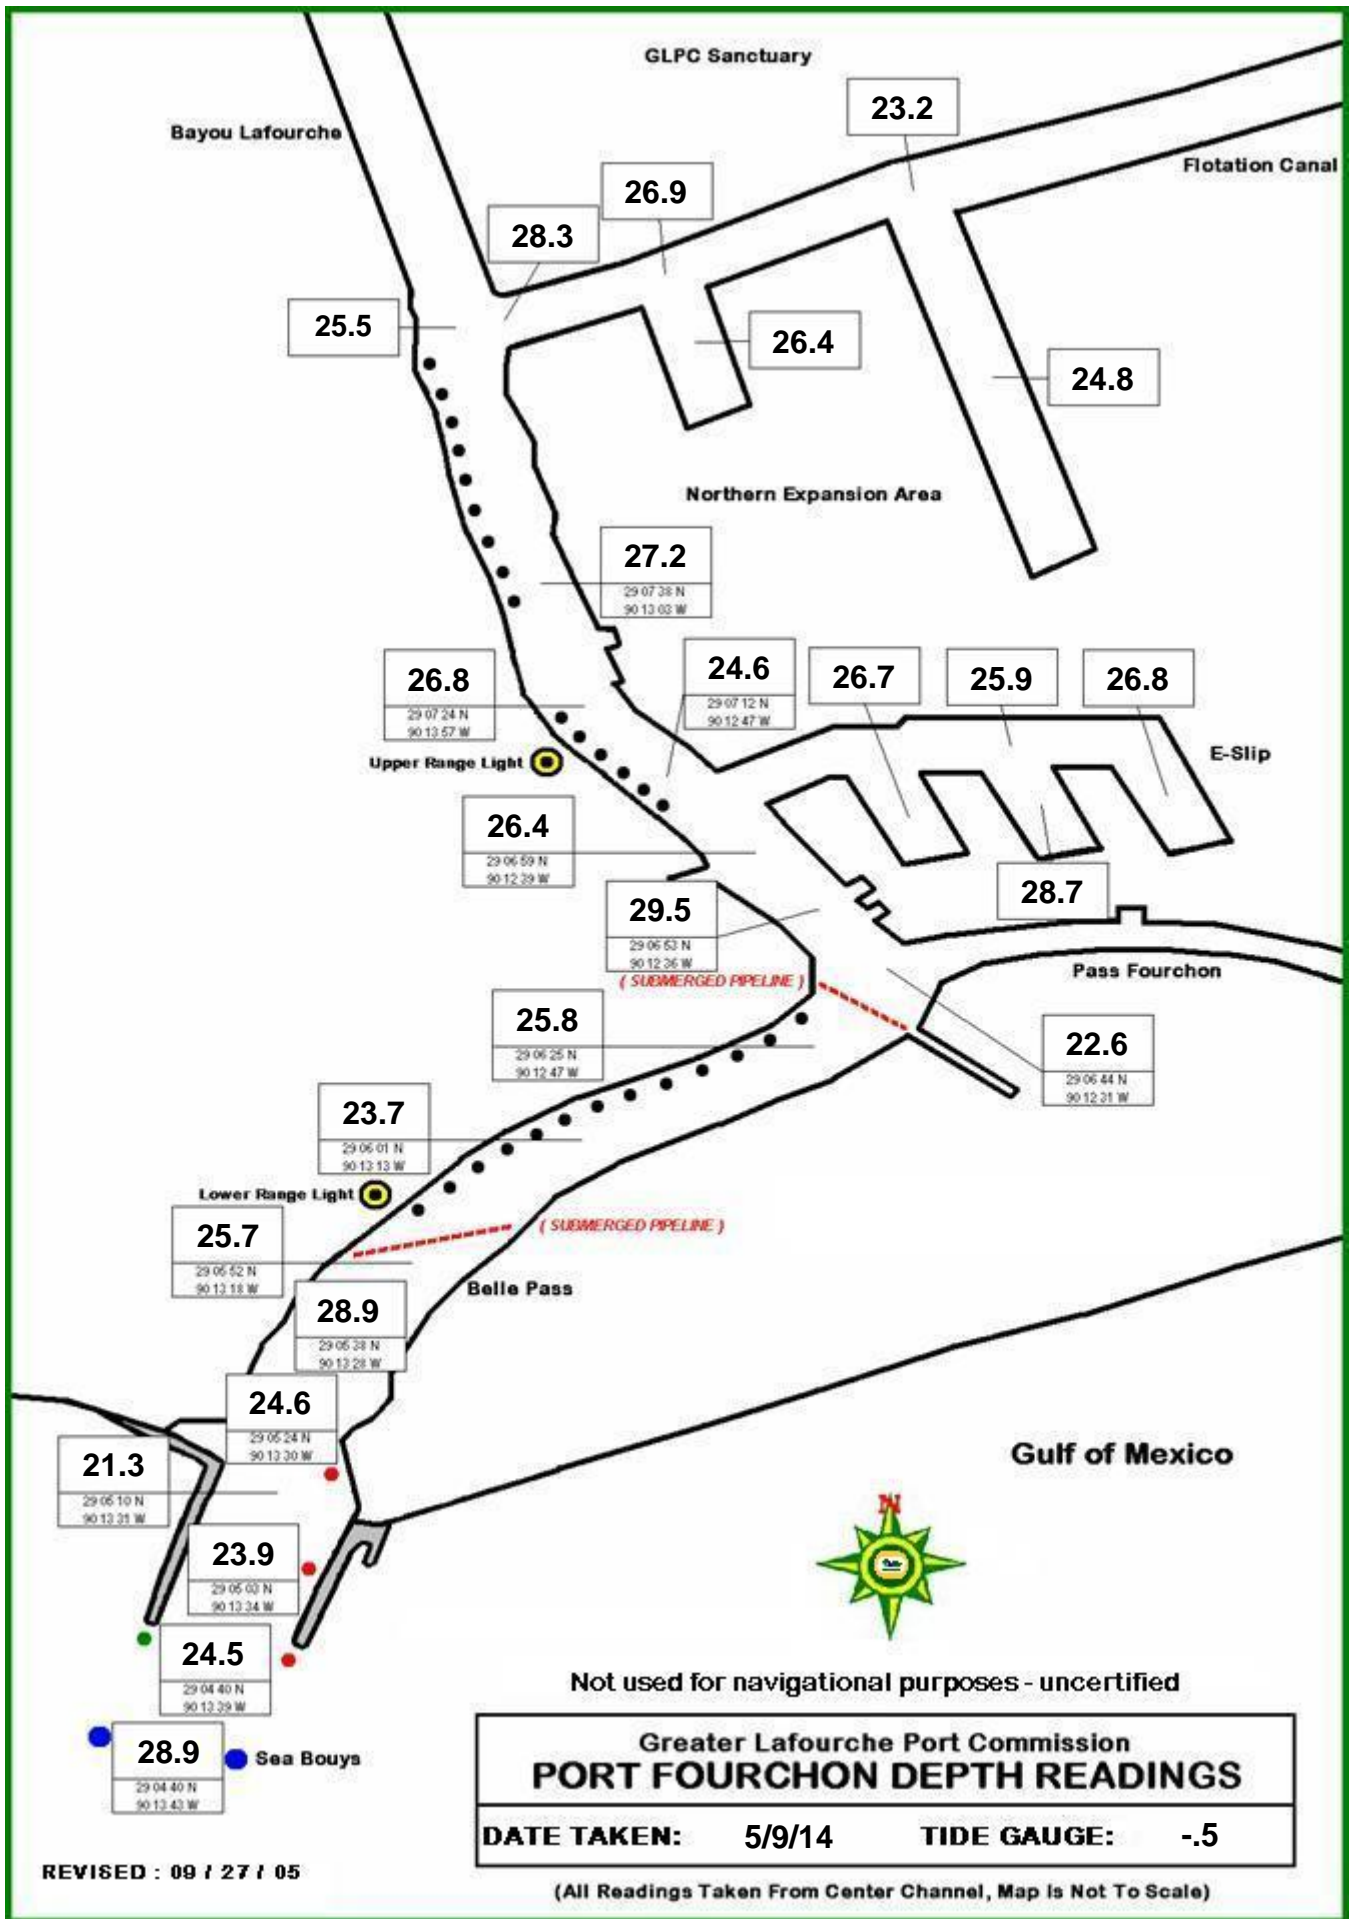 GLPC Sanctuary
23.2
Bayou Lafourche
Flotation Canal
26.9
28.3
25.5
26.4
24.8
Northern Expansion Area
27.2
29 07 38 N
90 13 03 W
26.8
29 07 24 N
90 13 57 W
24.6
29 07 12 N
90 12 47 W
26.7
25.9
26.8
E-Slip
Upper Range Light
26.4
29 06 59 N
90 12 39 W
28.7
29.5
29 06 53 N
90 12 36 W
( SUBMERGED PIPELINE )
Pass Fourchon
25.8
29 06 25 N
90 12 47 W
22.6
29 06 44 N
90 12 31 W
23.7
29 06 01 N
90 13 13 W
Lower Range Light
25.7
29 05 52 N
90 13 18 W
( SUBMERGED PIPELINE )
Belle Pass
28.9
29 05 38 N
90 13 28 W
24.6
29 05 24 N
90 13 30 W
21.3
29 05 10 N
90 13 31 W
Gulf of Mexico
N
23.9
29 05 03 N
90 13 34 W
24.5
29 04 40 N
90 13 39 W
28.9
29 04 40 N
90 13 43 W
Sea Bouys
Not used for navigational purposes - uncertified
Greater Lafourche Port Commission
PORT FOURCHON DEPTH READINGS
DATE TAKEN: 5/9/14 TIDE GAUGE: -.5
REVISED : 09 / 27 / 05
(All Readings Taken From Center Channel, Map Is Not To Scale)